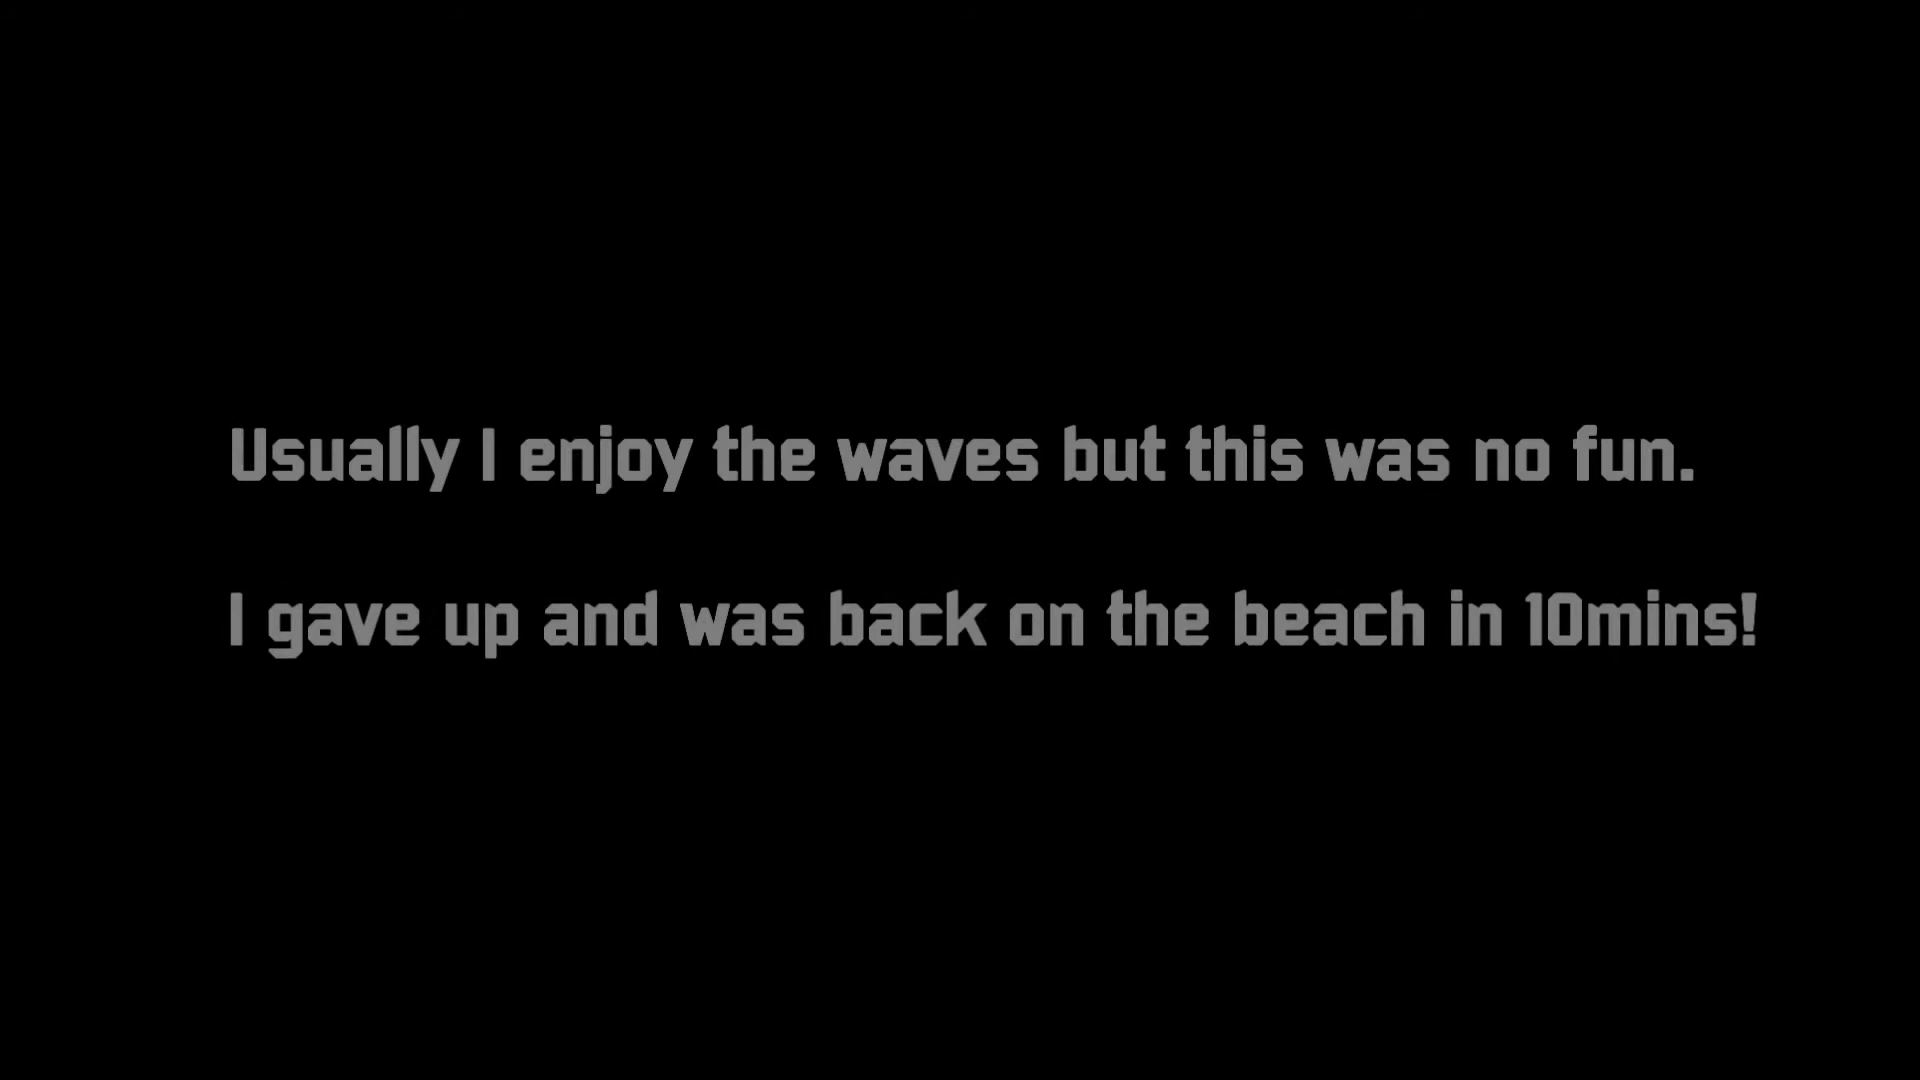 Usually I enjoy the waves but this was no fun.
I gave up and was back on the beach in 10mins!